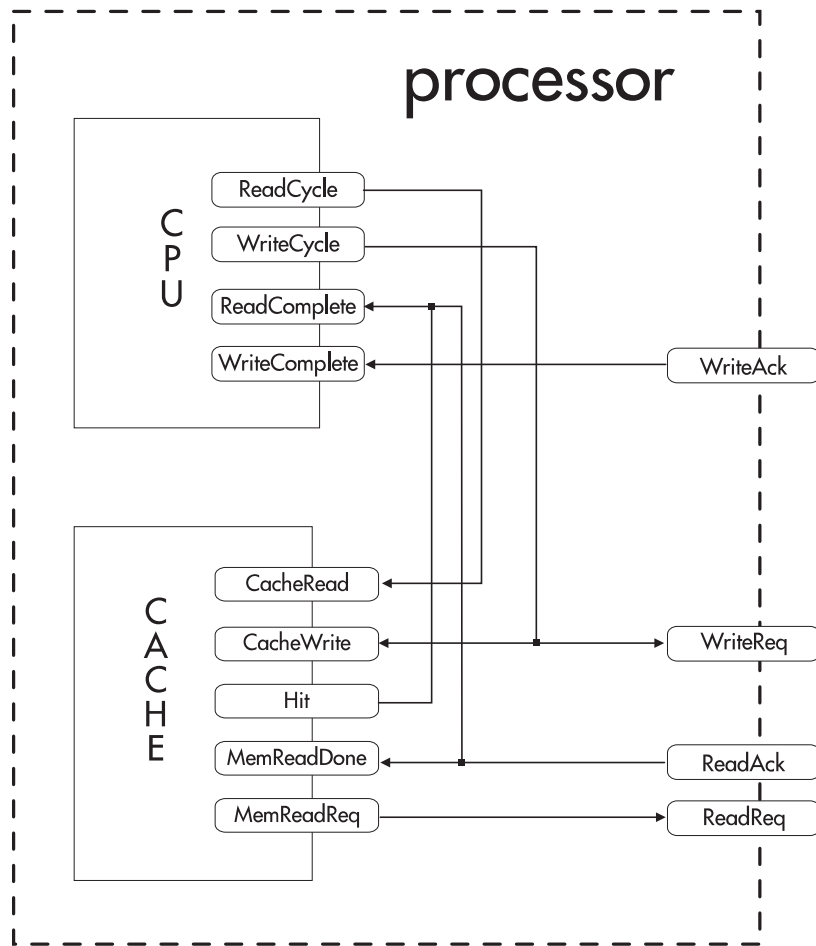 processor
CPU
ReadCycle
WriteCycle
ReadComplete
WriteComplete
WriteAck
CACHE
CacheRead
CacheWrite
WriteReq
Hit
MemReadDone
ReadAck
MemReadReq
ReadReq